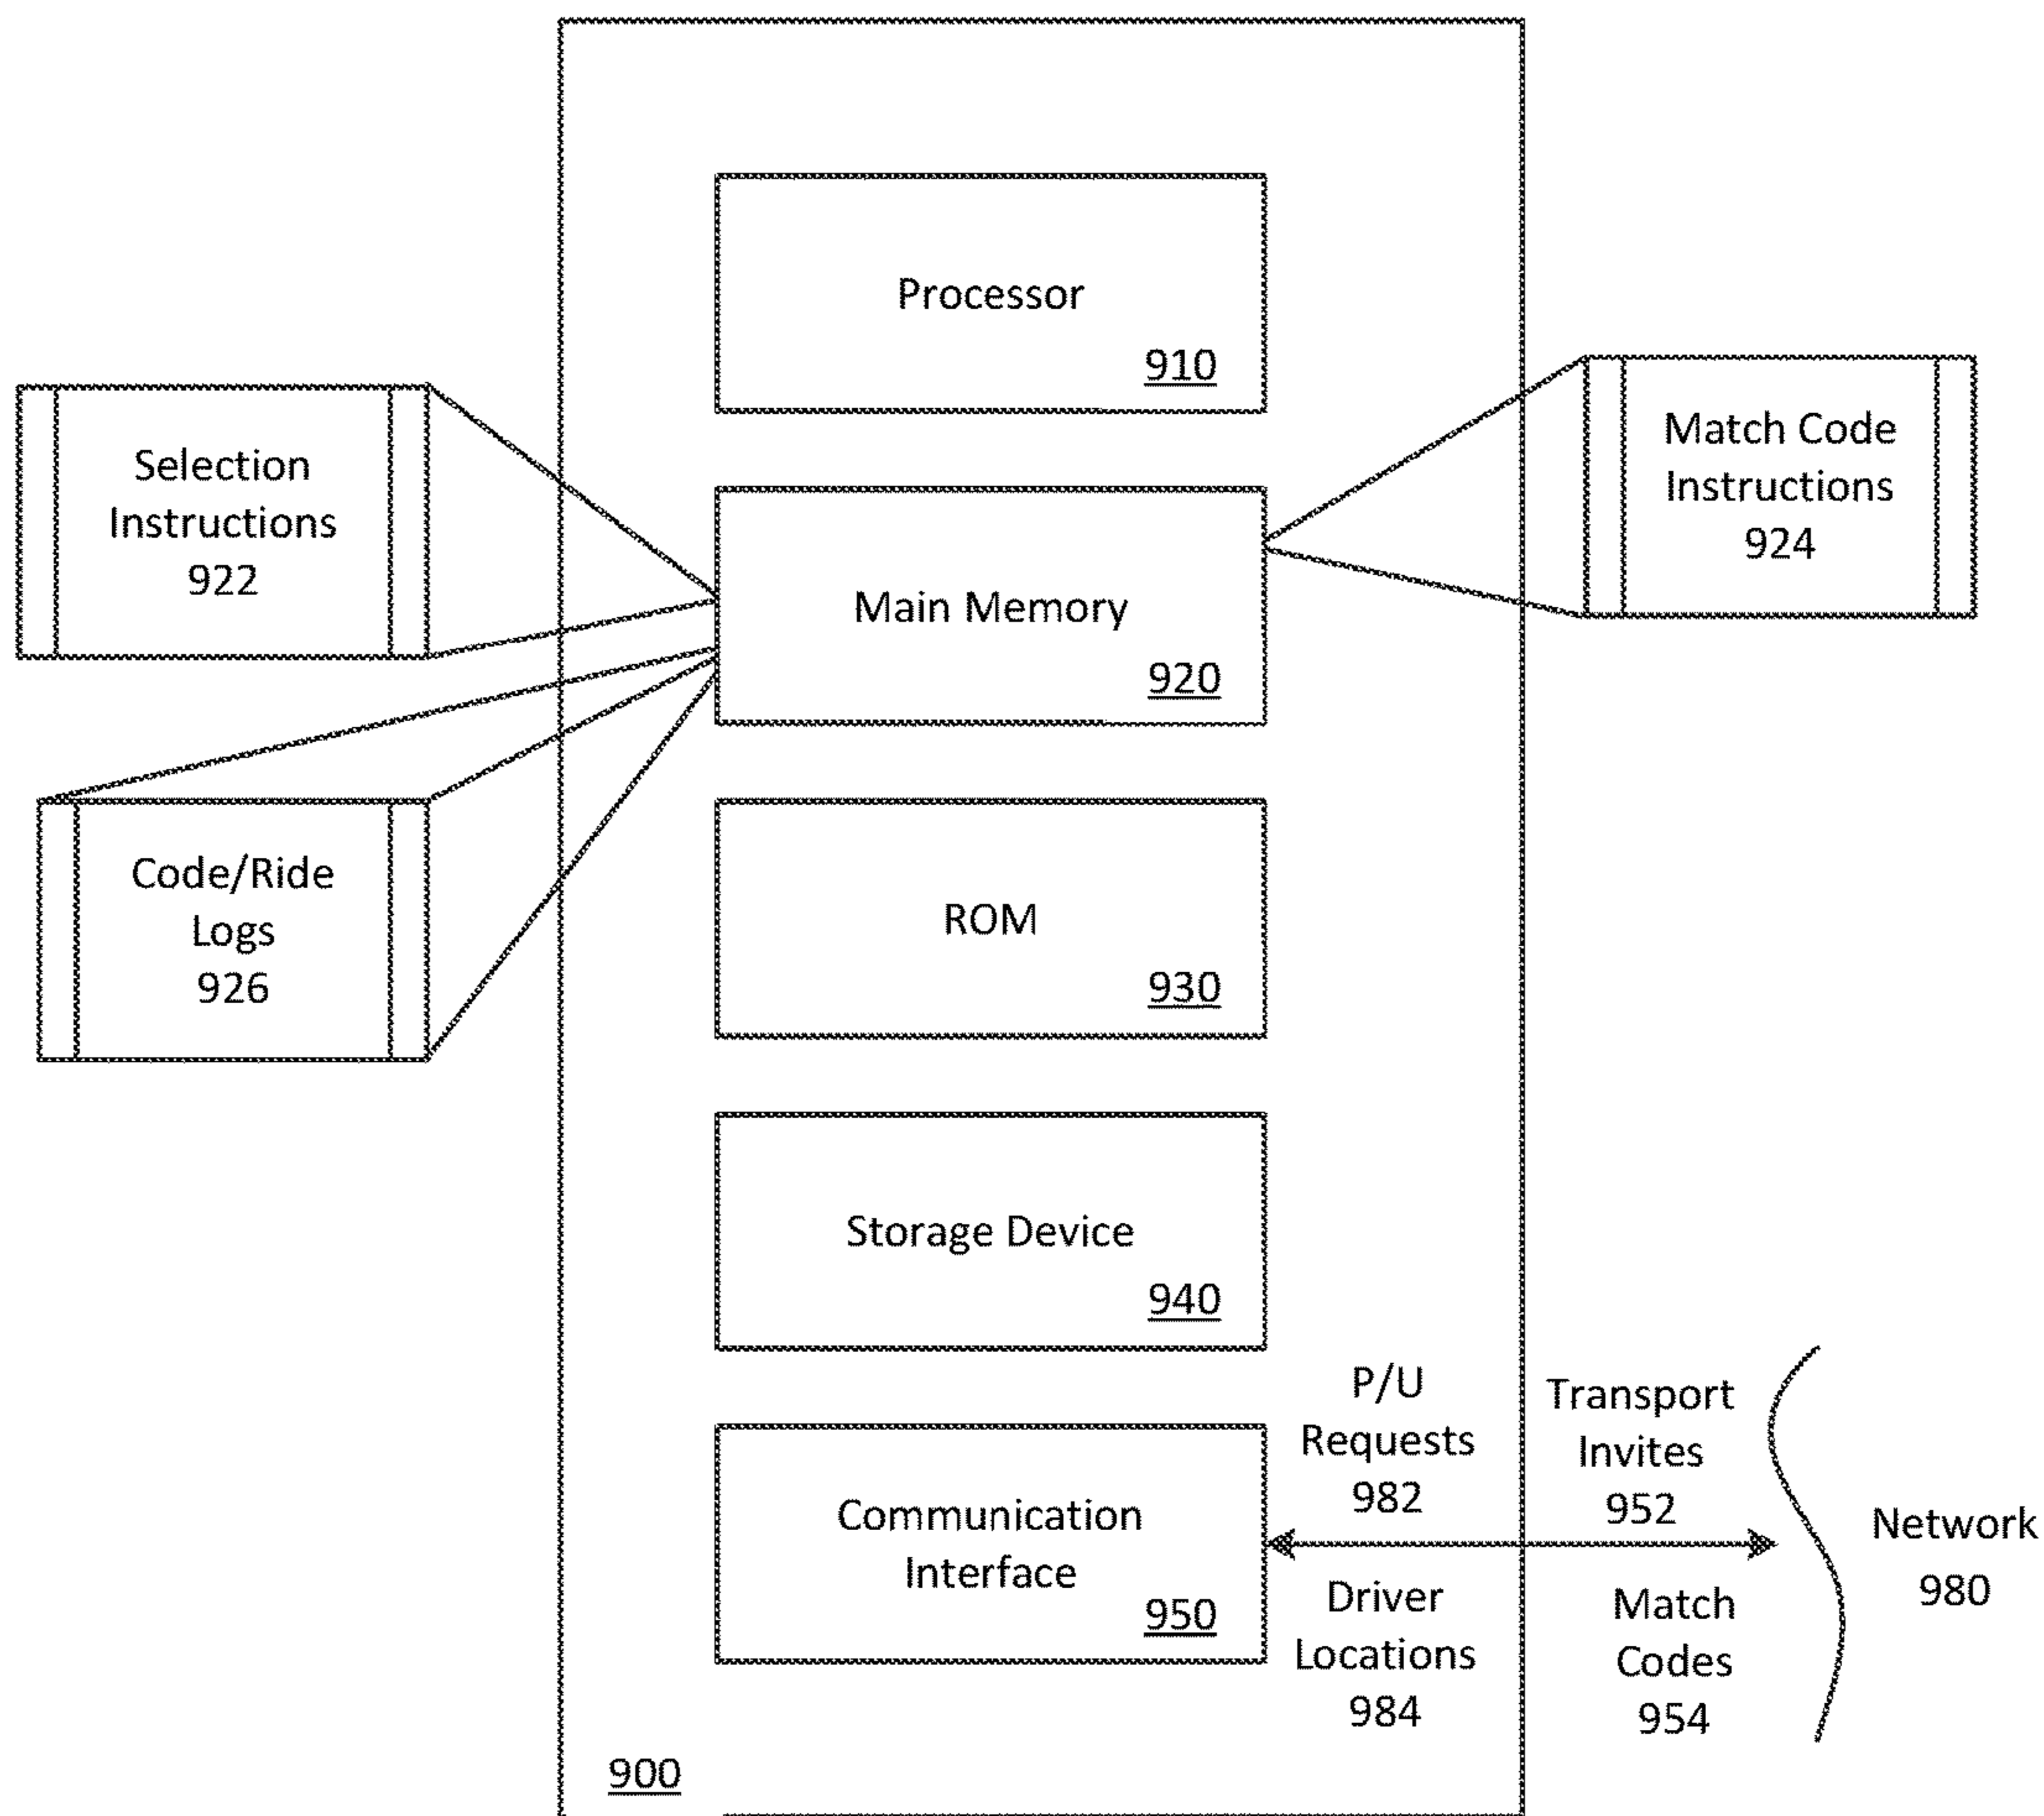 Processor
910
Selection
Instructions
922
Match Code
Instructions
924
Main Memory
920
Code/Ride
Logs
926
ROM
930
Storage Device
940
Communication
Interface
950
P/U
Requests
982
Transport
Invites
952
Driver
Locations
984
Match
Codes
954
Network
980
900